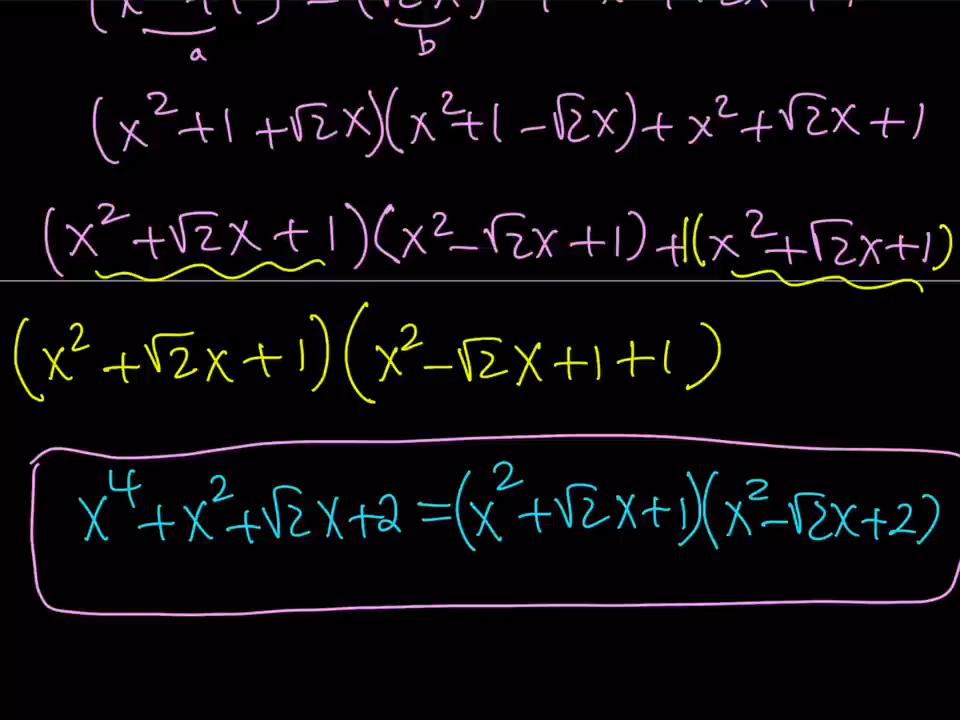 a b
(x²+1+√2x)(x²+1-√2x)+x²+√2x+1
(x²+√2x+1)(x²-√2x+1)+1(x²+√2x+1)
(x²+√2x+1)(x²-√2x+1+1)
x⁴+x²+√2x+2=(x²+√2x+1)(x²-√2x+2)